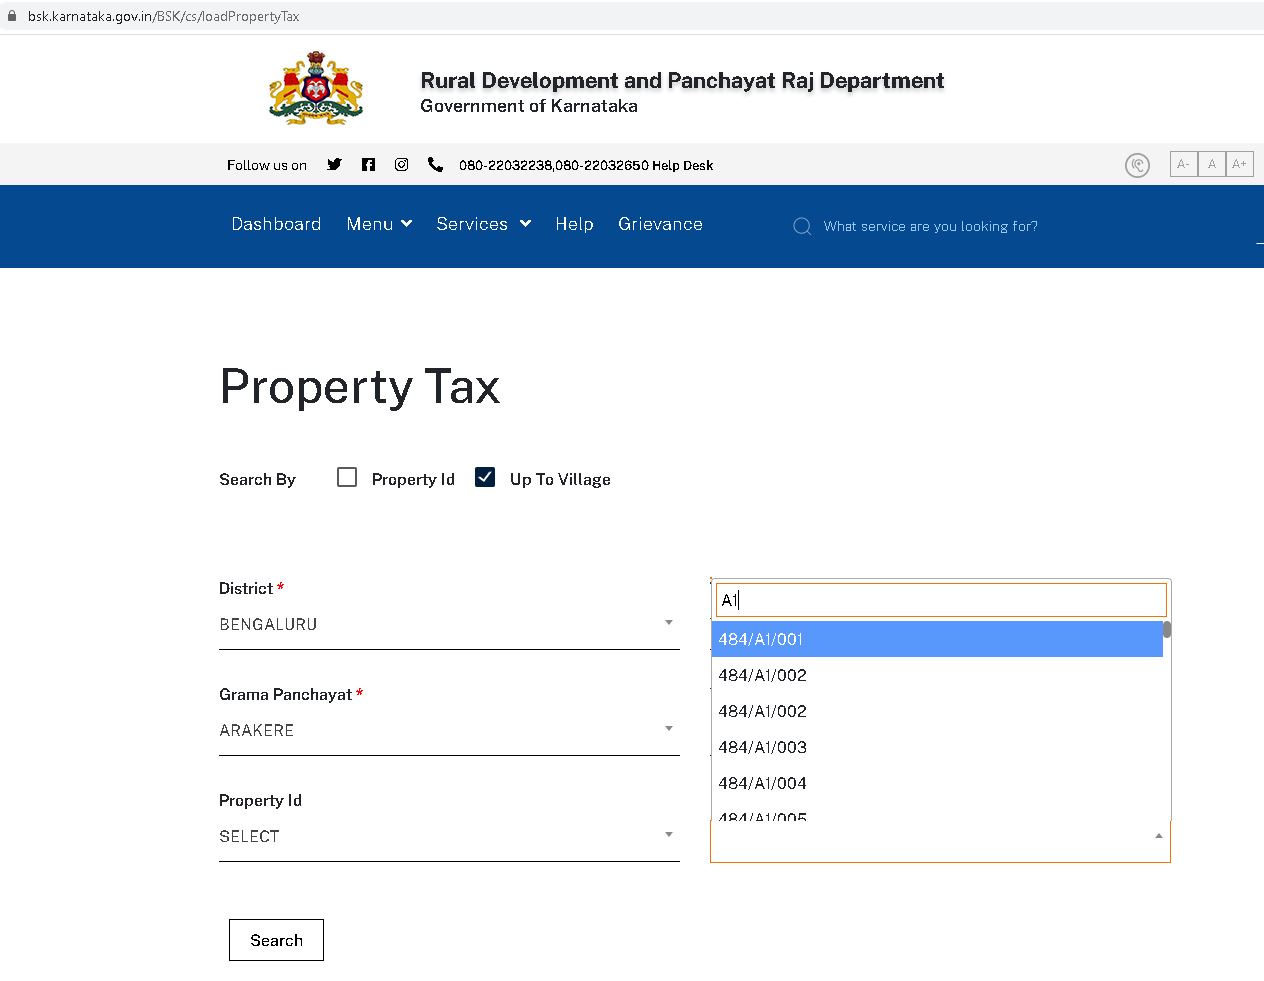 bsk.karnataka.gov.in/BSK/cs/loadPropertyTax
Rural Development and Panchayat Raj Department
Government of Karnataka
Follow us on 080-22032238,080-22032650 Help Desk A- A A+
Dashboard Menu Services Help Grievance What service are you looking for?
Property Tax
Search By Property Id Up To Village
District *
BENGALURU
Grama Panchayat *
ARAKERE
Property Id
SELECT
A1
484/A1/001
484/A1/002
484/A1/002
484/A1/003
484/A1/004
484/A1/005
Search